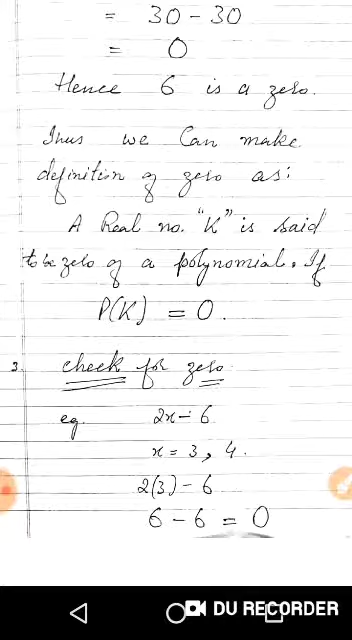 = 30 - 30
= 0
Hence 6 is a zero.
Thus we Can make
definition of zero as:
A Real no. "K" is said
to be zero of a polynomial. If
P(K) = 0.
3. check for zero
eg. 2x - 6
x = 3, 4.
2(3) - 6
6 - 6 = 0
DU RECORDER